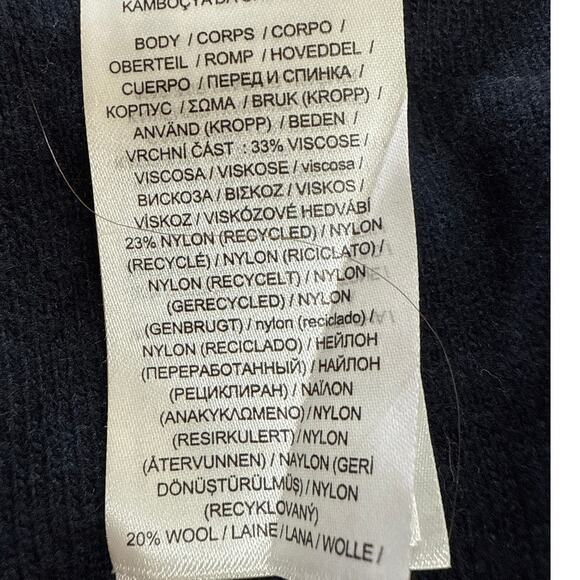 KAMBOÇYA DA
BODY / CORPS / CORPO /
OBERTEIL / ROMP / HOVEDDEL /
CUERPO / ПЕРЕД И СПИНКА /
КОРПУС / ΣΩΜΑ / BRUK (KROPP) /
ANVÄND (KROPP) / BEDEN /
VRCHNÍ ČÁST : 33% VISCOSE /
VISCOSA / VISKOSE / viscosa /
ВИСКОЗА / ΒΙΣΚΟΖ / VISKOS /
VİSKOZ / VISKÓZOVÉ HEDVÁBÍ
23% NYLON (RECYCLED) / NYLON
(RECYCLÉ) / NYLON (RICICLATO) /
NYLON (RECYCELT) / NYLON
(GERECYCLED) / NYLON
(GENBRUGT) / nylon (reciclado) /
NYLON (RECICLADO) / НЕЙЛОН
(ПЕРЕРАБОТАННЫЙ) / НАЙЛОН
(РЕЦИКЛИРАН) / ΝΑΪΛΟΝ
(ΑΝΑΚΥΚΛΩΜΕΝΟ) / NYLON
(RESIRKULERT) / NYLON
(ÅTERVUNNEN) / NAYLON (GERİ
DÖNÜŞTÜRÜLMÜŞ) / NYLON
(RECYKLOVANÝ)
20% WOOL / LAINE / LANA / WOLLE /